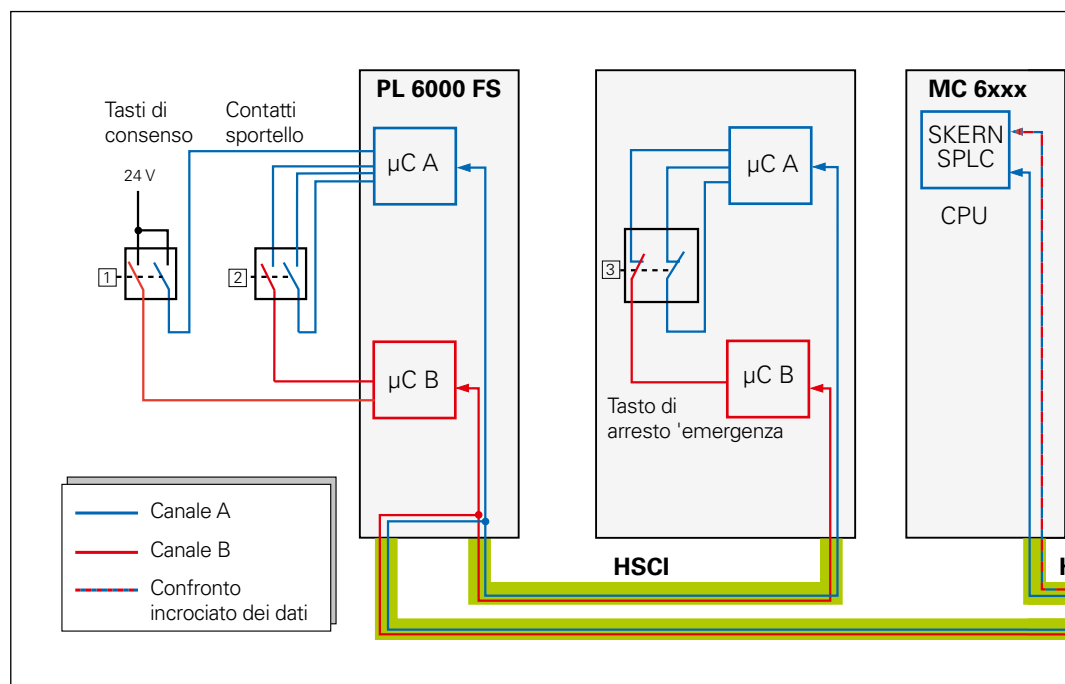 PL 6000 FS
MC 6xxx
Tasti di
consenso
Contatti
sportello
24 V
µC A
µC A
SKERN
SPLC
CPU
1
2
3
µC B
µC B
Tasto di
arresto 'emergenza
Canale A
Canale B
Confronto
incrociato dei dati
HSCI
H